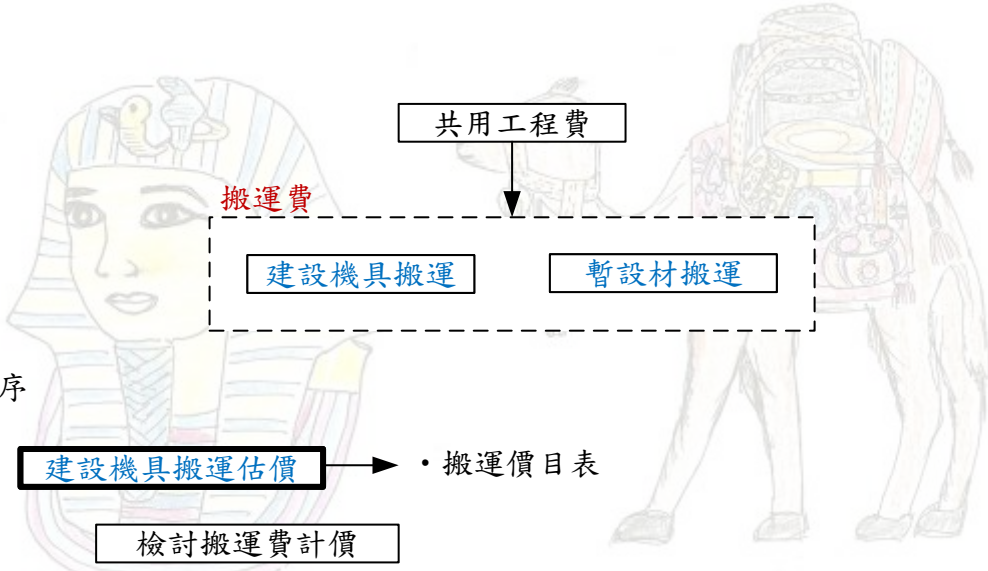 共用工程費
搬運費
建設機具搬運
暫設材搬運
序
建設機具搬運估價
・搬運價目表
檢討搬運費計價